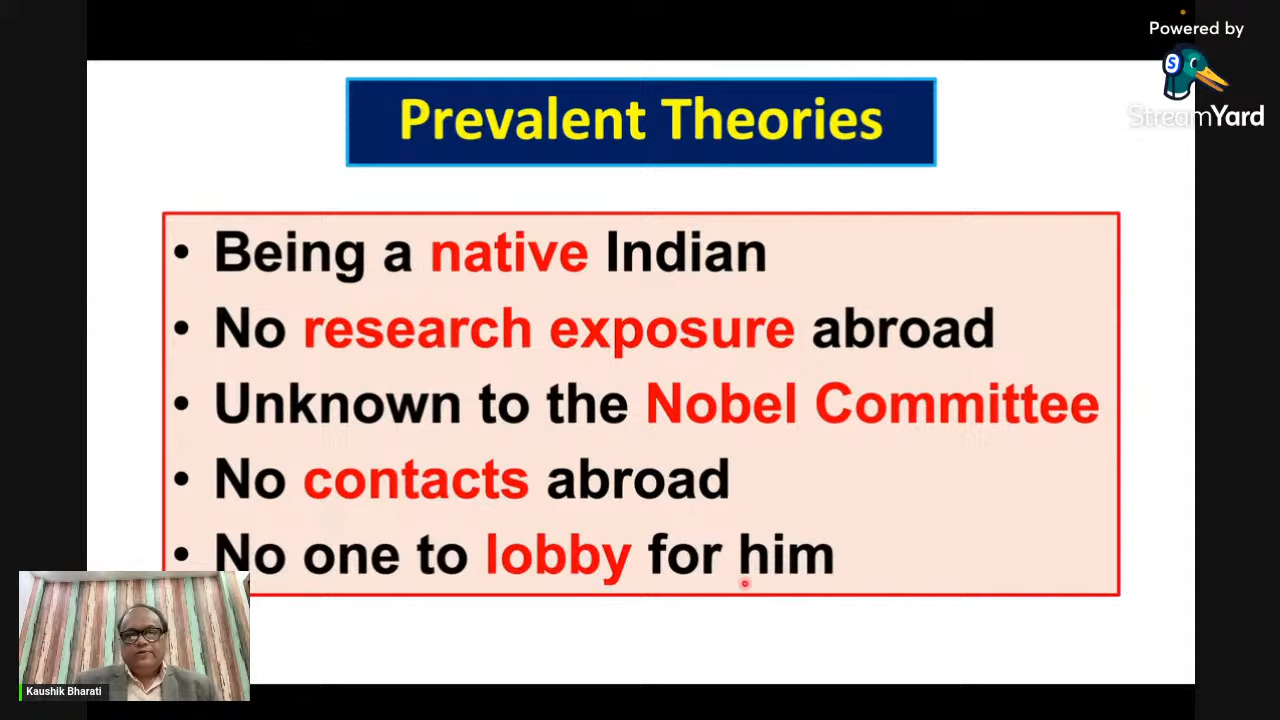 Powered by
StreamYard
Prevalent Theories
• Being a native Indian
• No research exposure abroad
• Unknown to the Nobel Committee
• No contacts abroad
• No one to lobby for him
S
Kaushik Bharati